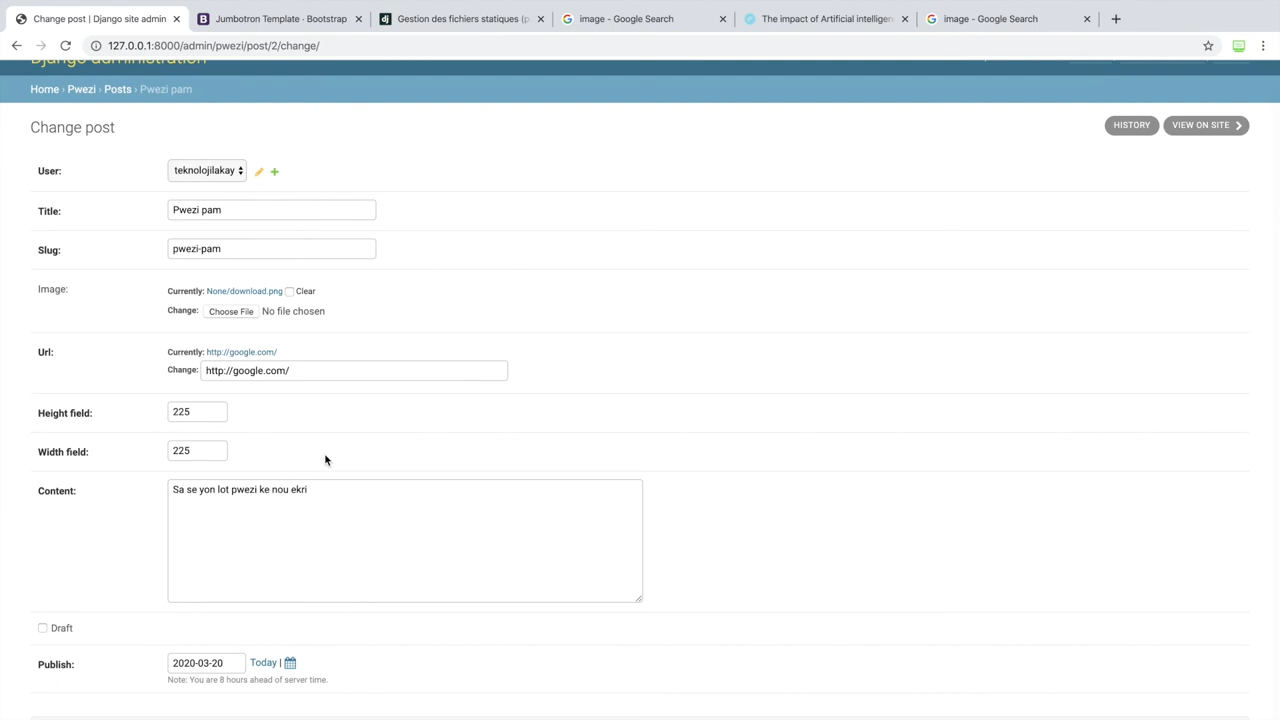 Change post | Django site admin
Jumbotron Template · Bootstrap
Gestion des fichiers statiques (p
image - Google Search
The impact of Artificial intelligen
image - Google Search
127.0.0.1:8000/admin/pwezi/post/2/change/
Django administration
Home › Pwezi › Posts › Pwezi pam
Change post
HISTORY
VIEW ON SITE
User:
teknolojilakay
Title:
Pwezi pam
Slug:
pwezi-pam
Image:
Currently: None/download.png Clear
Change: Choose File No file chosen
Url:
Currently: http://google.com/
Change: http://google.com/
Height field:
225
Width field:
225
Content:
Sa se yon lot pwezi ke nou ekri
Draft
Publish:
2020-03-20
Today |
Note: You are 8 hours ahead of server time.